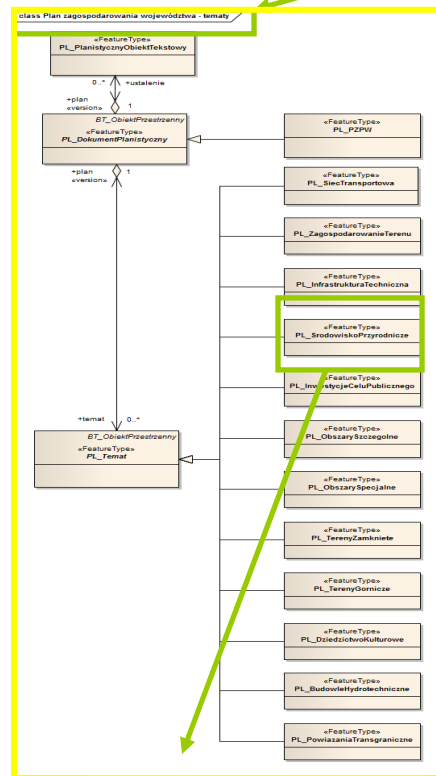 class Plan zagospodarowania województwa - tematy
«FeatureType»
PL_PlanistycznyObiektTekstowy
0..*
+ustalenie
+plan
«version»
1
BT_ObiektPrzestrzenny
«FeatureType»
PL_DokumentPlanistyczny
+plan
«version»
1
+temat
0..*
BT_ObiektPrzestrzenny
«FeatureType»
PL_Temat
«FeatureType»
PL_PZPW
«FeatureType»
PL_SiecTransportowa
«FeatureType»
PL_ZagospodarowanieTerenu
«FeatureType»
PL_InfrastrukturaTechniczna
«FeatureType»
PL_SrodowiskoPrzyrodnicze
«FeatureType»
PL_InwestycjeCeluPublicznego
«FeatureType»
PL_ObszarySzczegolne
«FeatureType»
PL_ObszarySpecjalne
«FeatureType»
PL_TerenyZamkniete
«FeatureType»
PL_TerenyGornicze
«FeatureType»
PL_DziedzictwoKulturowe
«FeatureType»
PL_BudowleHydrotechniczne
«FeatureType»
PL_PowiazaniaTransgraniczne